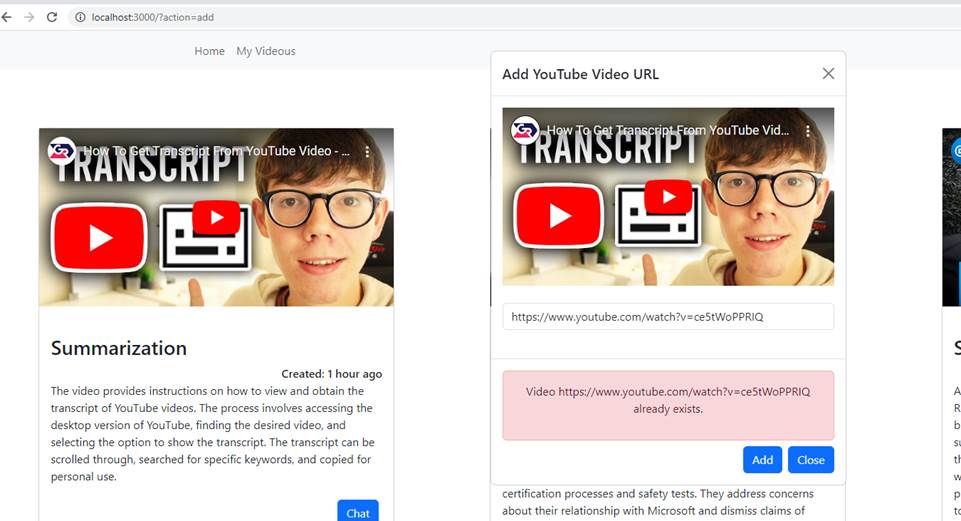 localhost:3000/?action=add
Home My Videous
Add YouTube Video URL
How To Get Transcript From YouTube Video - ...
TRANSCRIPT
Summarization
Created: 1 hour ago
The video provides instructions on how to view and obtain the
transcript of YouTube videos. The process involves accessing the
desktop version of YouTube, finding the desired video, and
selecting the option to show the transcript. The transcript can be
scrolled through, searched for specific keywords, and copied for
personal use.
Chat
How To Get Transcript From YouTube Vid...
TRANSCRIPT
https://www.youtube.com/watch?v=ce5tWoPPRIQ
Video https://www.youtube.com/watch?v=ce5tWoPPRIQ
already exists.
Add Close
certification processes and safety tests. They address concerns
about their relationship with Microsoft and dismiss claims of